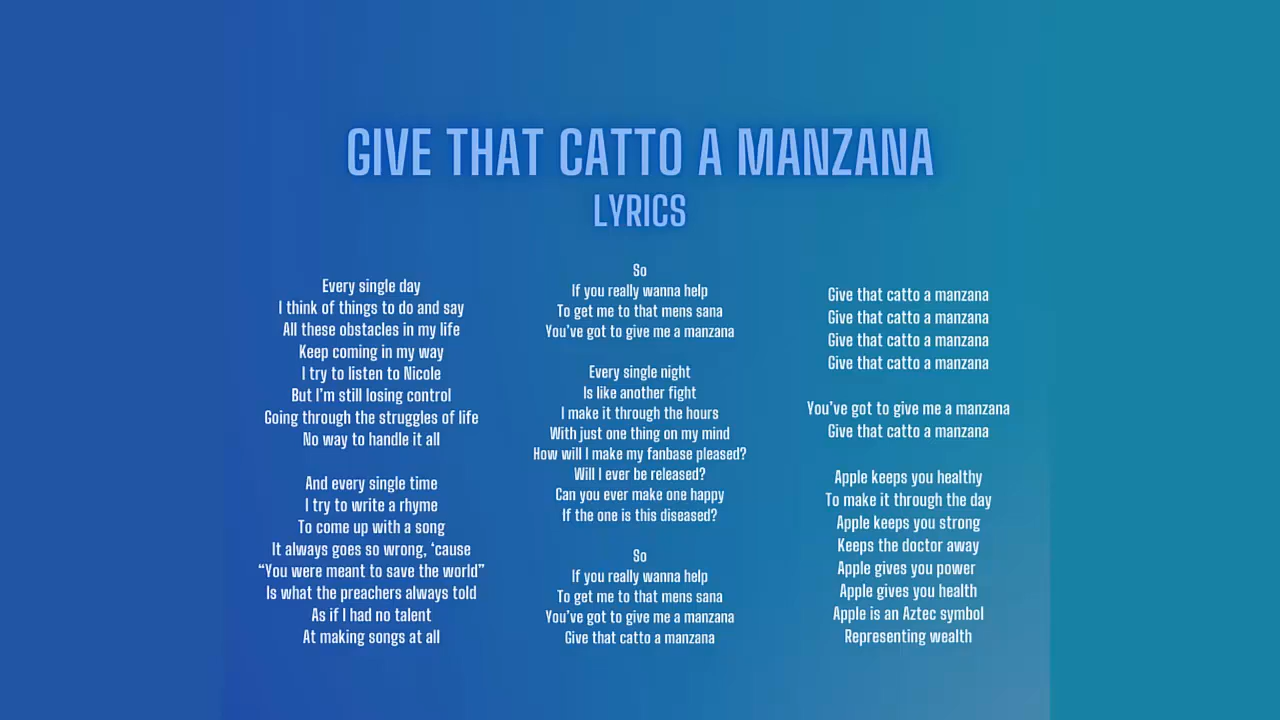 GIVE THAT CATTO A MANZANA
LYRICS
Every single day
I think of things to do and say
All these obstacles in my life
Keep coming in my way
I try to listen to Nicole
But I'm still losing control
Going through the struggles of life
No way to handle it all
And every single time
I try to write a rhyme
To come up with a song
It always goes so wrong, ‘cause
“You were meant to save the world”
Is what the preachers always told
As if I had no talent
At making songs at all
So
If you really wanna help
To get me to that mens sana
You've got to give me a manzana
Every single night
Is like another fight
I make it through the hours
With just one thing on my mind
How will I make my fanbase pleased?
Will I ever be released?
Can you ever make one happy
If the one is this diseased?
So
If you really wanna help
To get me to that mens sana
You've got to give me a manzana
Give that catto a manzana
Give that catto a manzana
Give that catto a manzana
Give that catto a manzana
Give that catto a manzana
You've got to give me a manzana
Give that catto a manzana
Apple keeps you healthy
To make it through the day
Apple keeps you strong
Keeps the doctor away
Apple gives you power
Apple gives you health
Apple is an Aztec symbol
Representing wealth